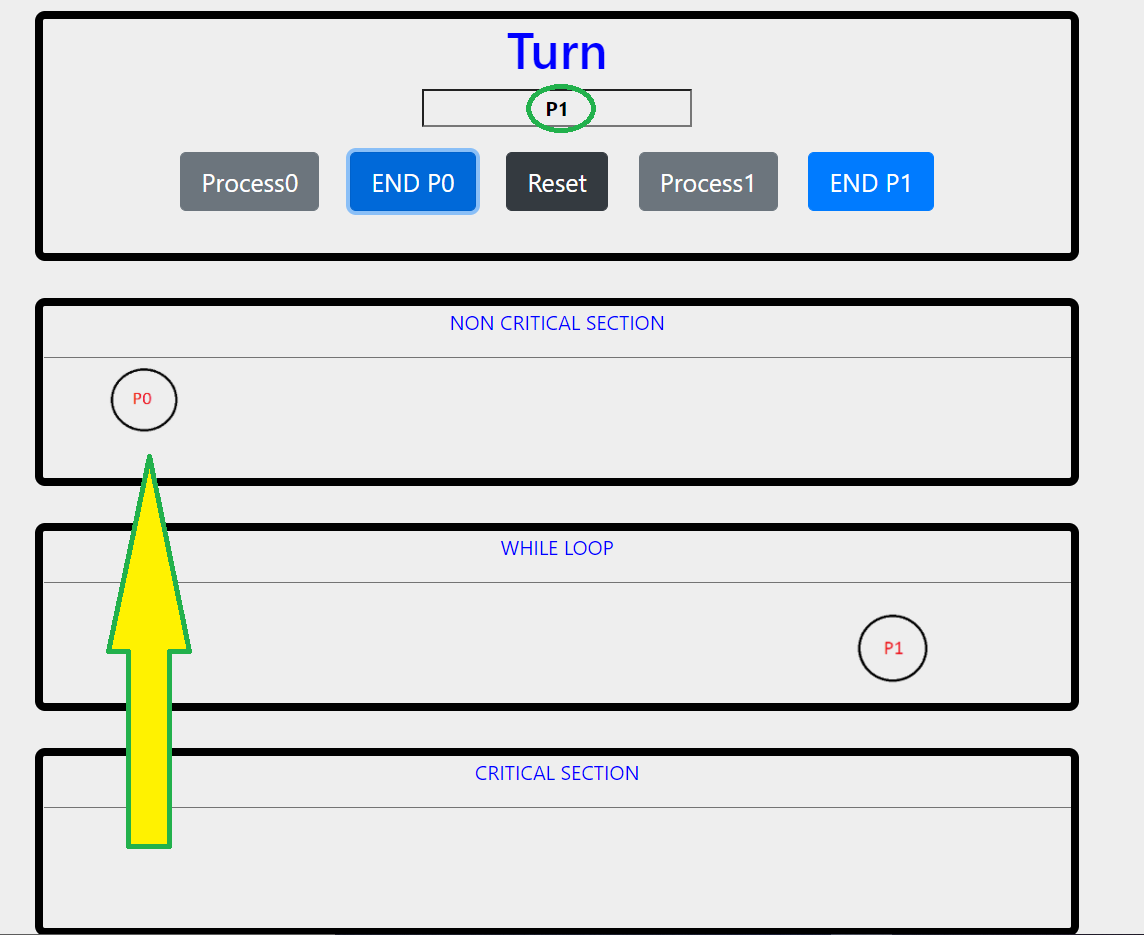 Turn
P1
Process0 END P0 Reset Process1 END P1
NON CRITICAL SECTION
P0
WHILE LOOP
P1
CRITICAL SECTION